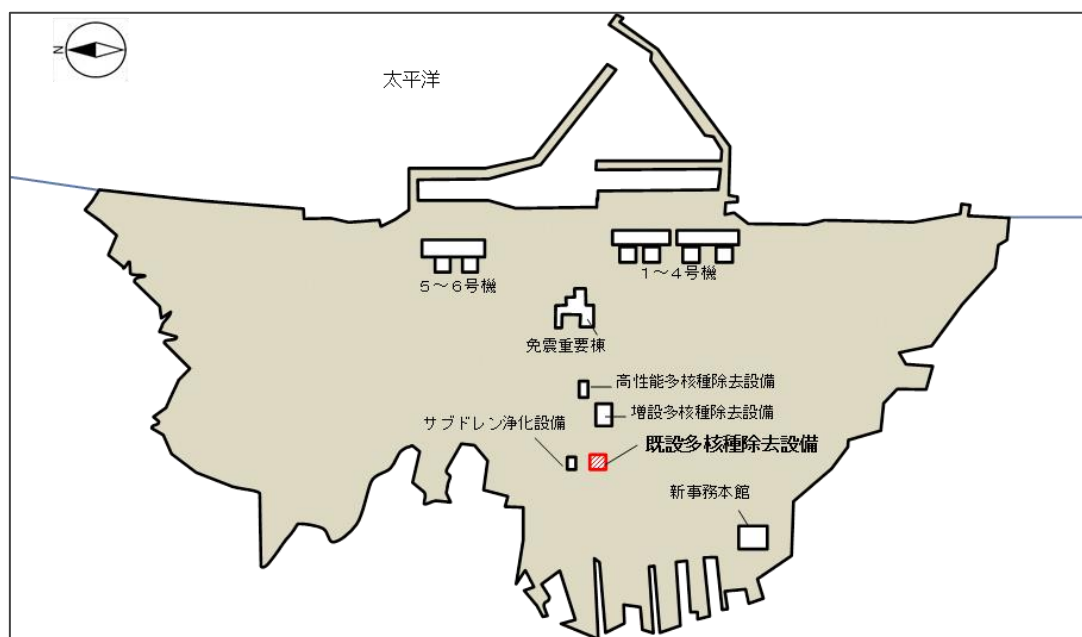 N
太平洋
5～6号機
1～4号機
免震重要棟
高性能多核種除去設備
増設多核種除去設備
サブドレン浄化設備
既設多核種除去設備
新事務本館